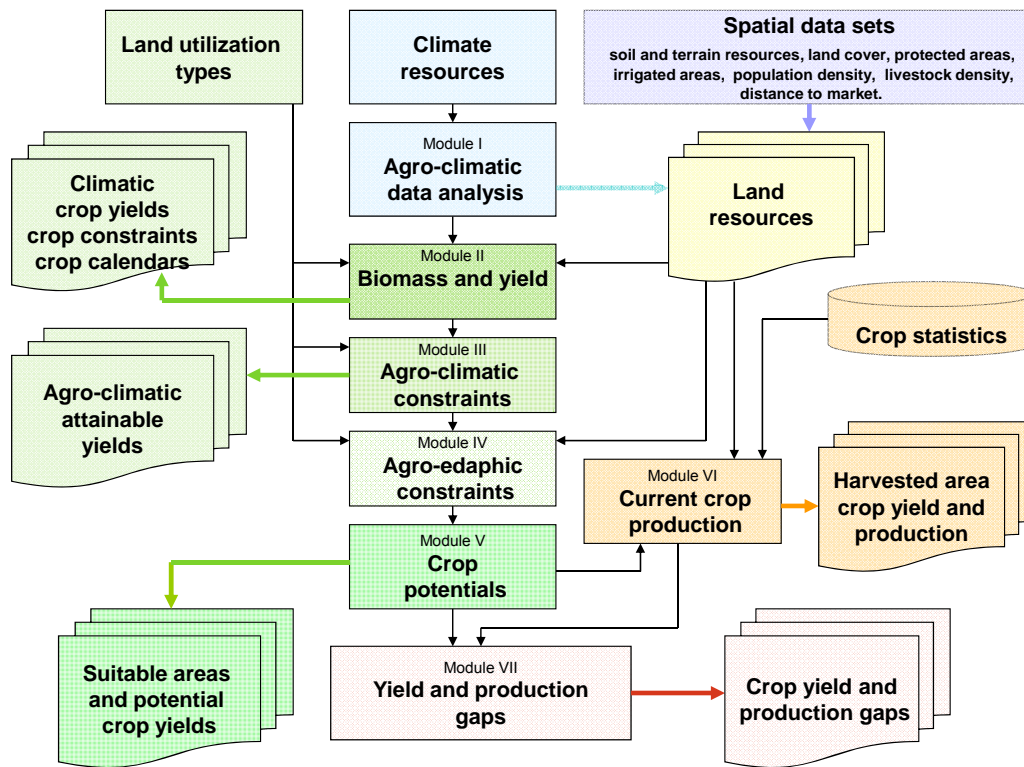 Land utilization
types
Climate
resources
Spatial data sets
soil and terrain resources, land cover, protected areas,
irrigated areas, population density, livestock density,
distance to market.
Module I
Agro-climatic
data analysis
Climatic
crop yields
crop constraints
crop calendars
Land
resources
Module II
Biomass and yield
Crop statistics
Module III
Agro-climatic
constraints
Agro-climatic
attainable
yields
Module IV
Agro-edaphic
constraints
Module VI
Current crop
production
Harvested area
crop yield and
production
Module V
Crop
potentials
Suitable areas
and potential
crop yields
Module VII
Yield and production
gaps
Crop yield and
production gaps